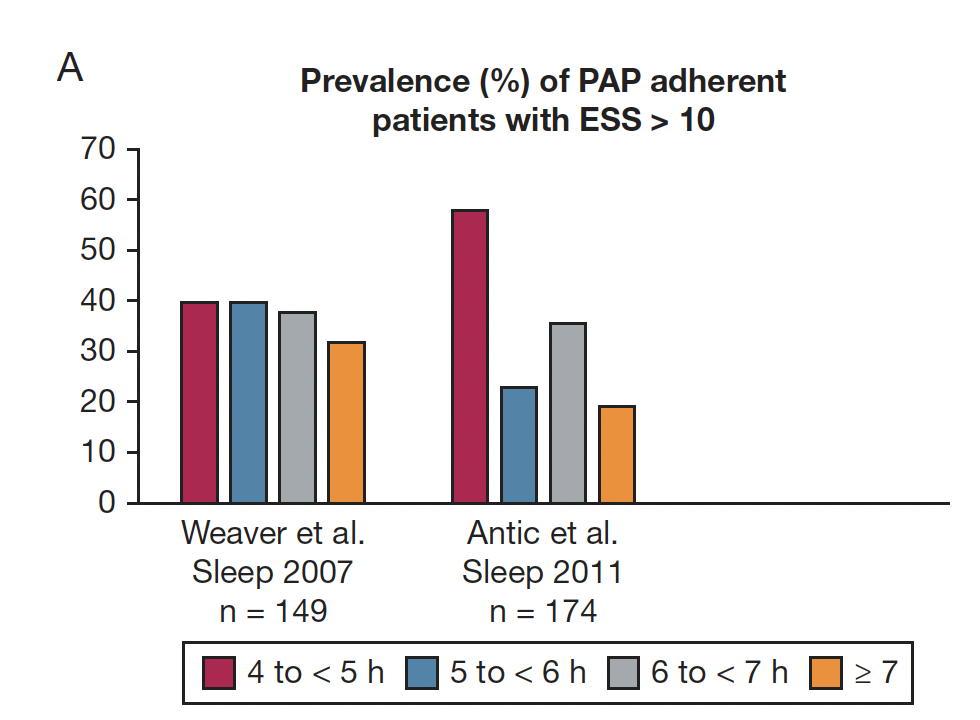 A
Prevalence (%) of PAP adherent
patients with ESS > 10
70
60
50
40
30
20
10
0
Weaver et al.
Sleep 2007
n = 149
Antic et al.
Sleep 2011
n = 174
4 to < 5 h
5 to < 6 h
6 to < 7 h
≥ 7